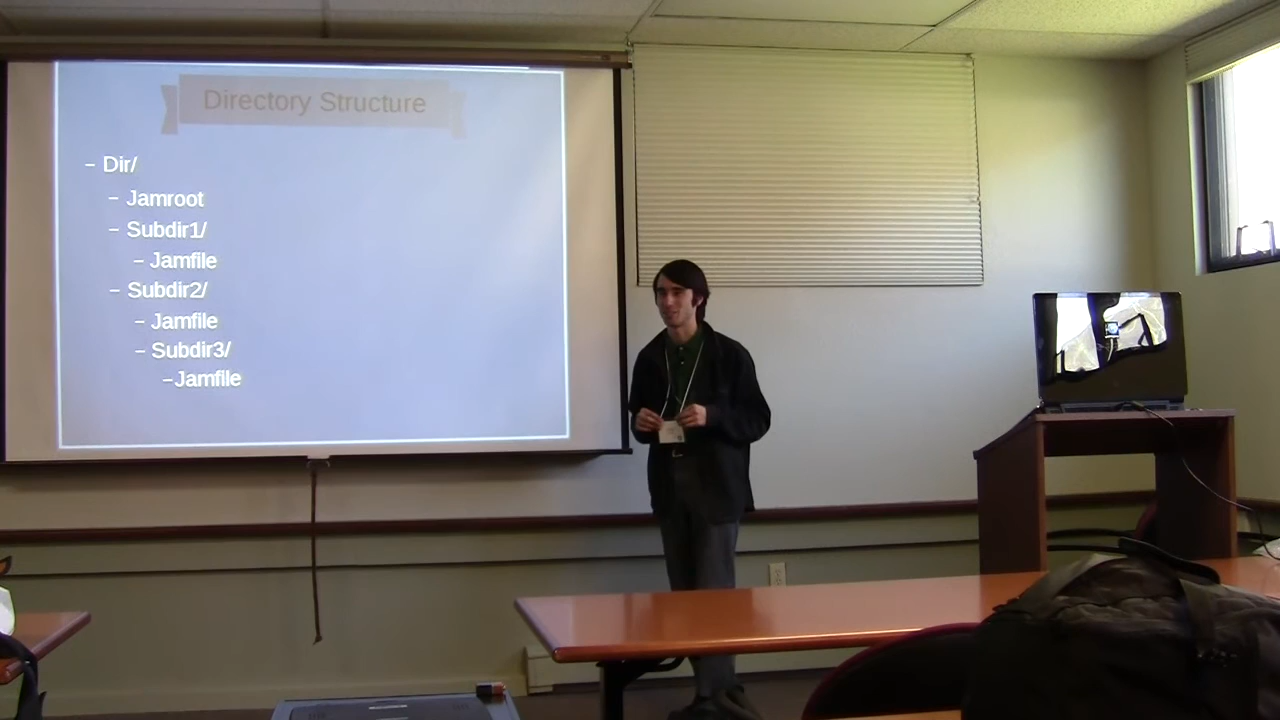 Directory Structure
– Dir/
– Jamroot
– Subdir1/
– Jamfile
– Subdir2/
– Jamfile
– Subdir3/
–Jamfile